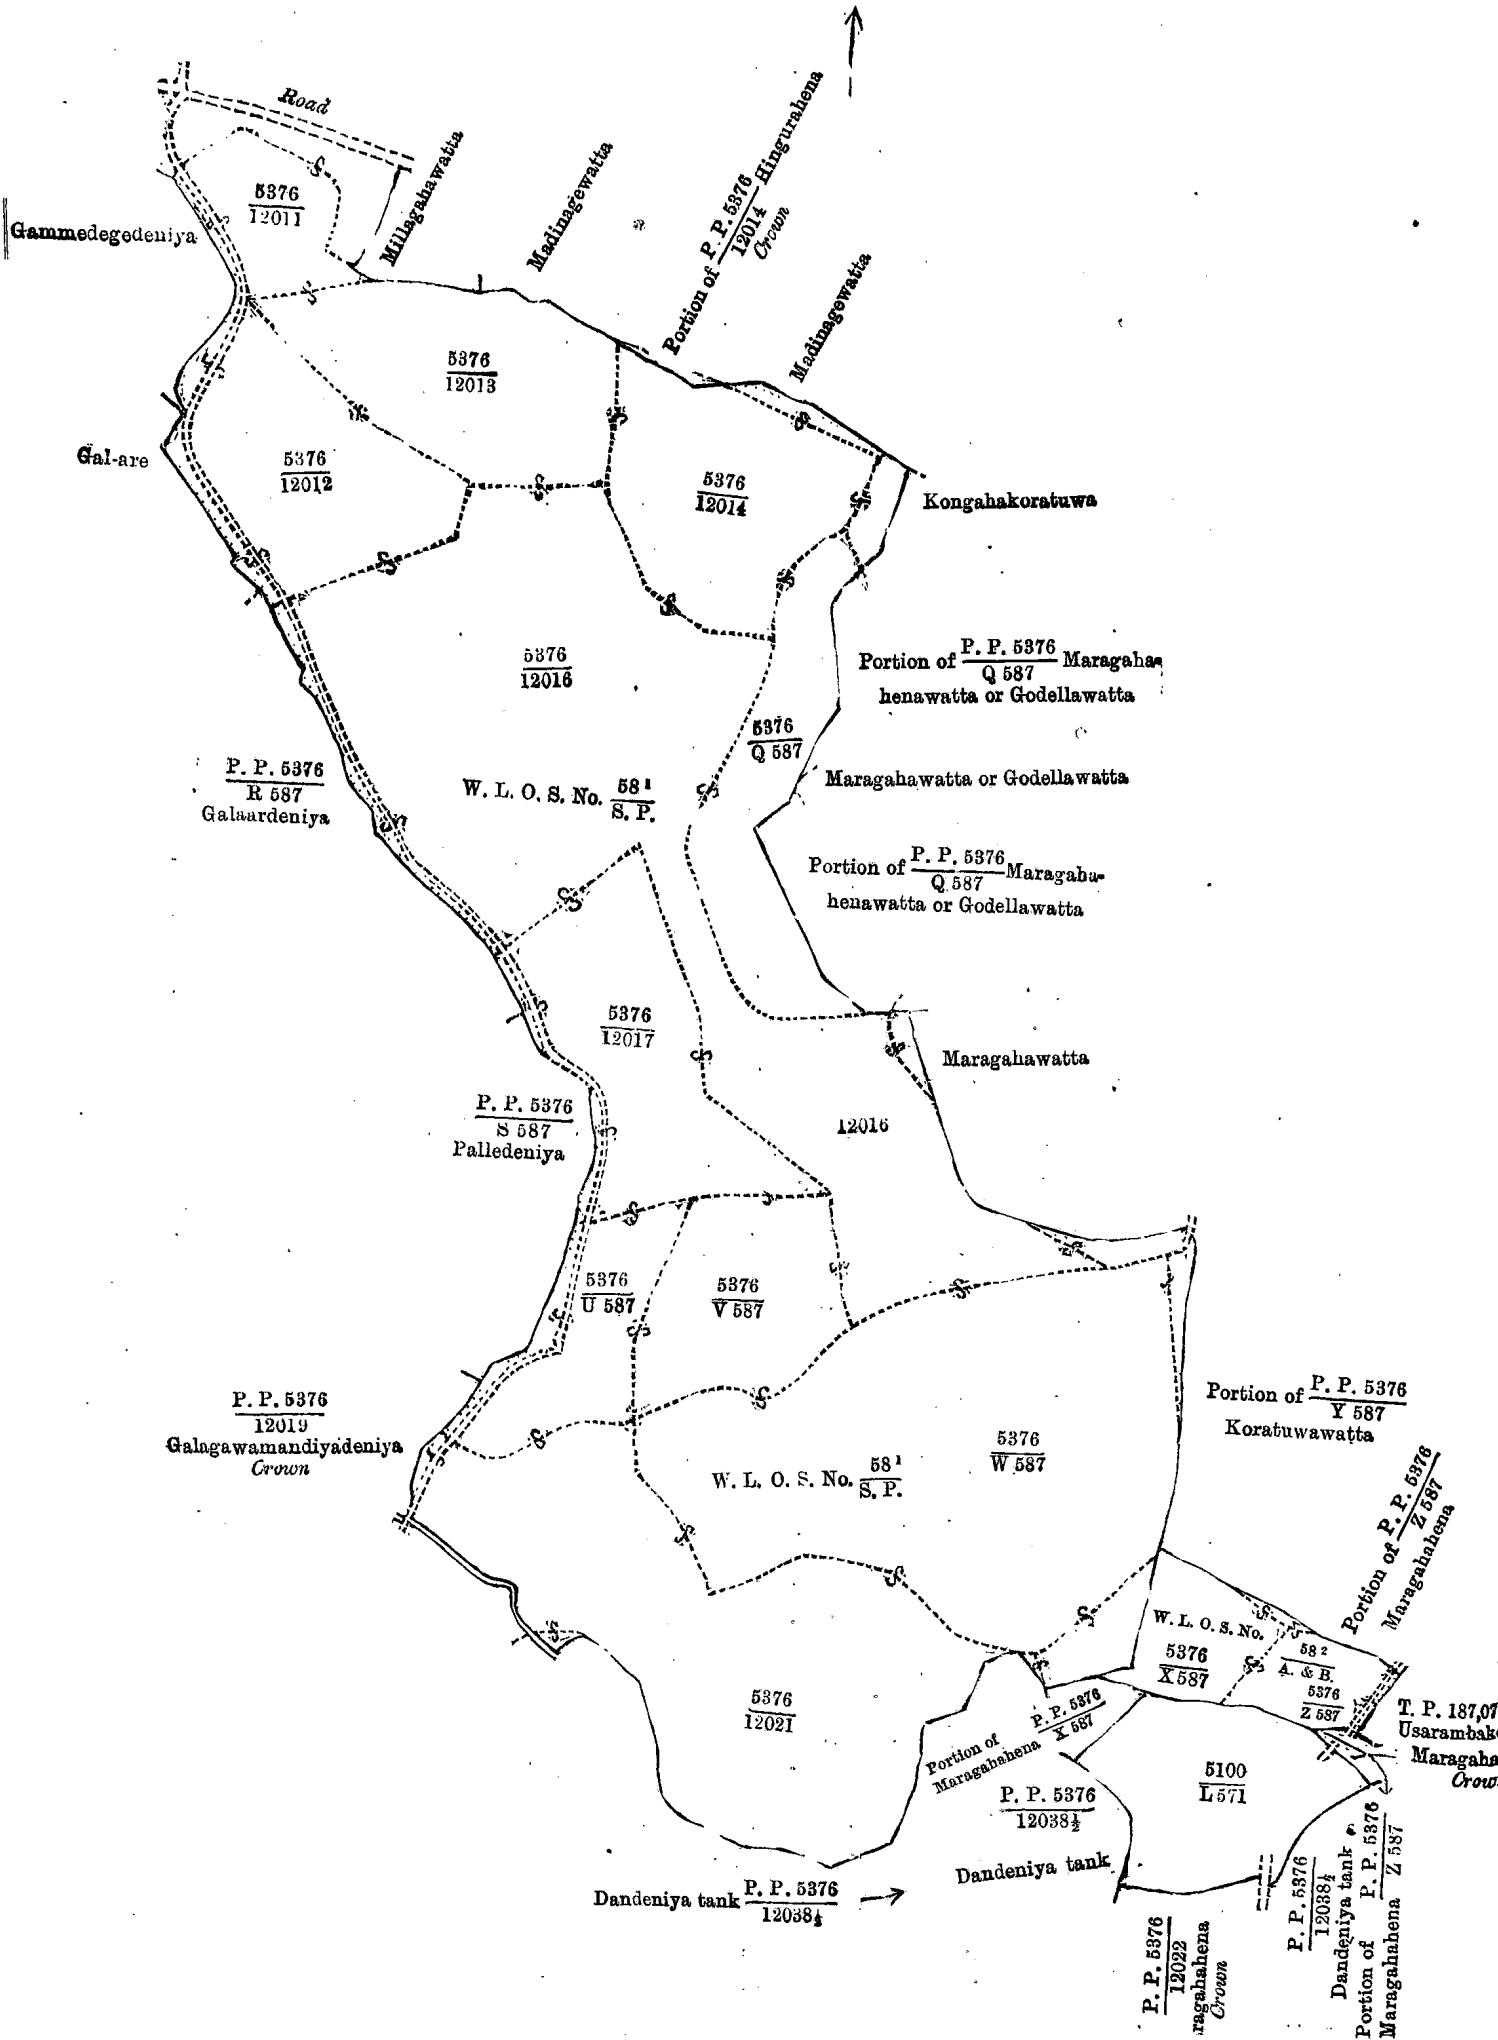 Road
5376
12011
Gammedegedeniya
Millagahawatta
Madinagewatta
Portion of P. P. 5376 Hingurahena
12014
Crown
Madinagewatta
5376
12013
Gal-are
5376
12012
5376
12014
Kongahakoratuwa
5376
12016
Portion of P. P. 5376 Maragaha-
Q 587
henawatta or Godellawatta
5376
Q 587
P. P. 5376
R 587
Galaardeniya
W. L. O. S. No. 58¹
S. P.
Maragahawatta or Godellawatta
Portion of P. P. 5376 Maragaha-
Q 587
henawatta or Godellawatta
5376
12017
Maragahawatta
P. P. 5376
S 587
Palledeniya
12016
5376
U 587
5376
V 587
P. P. 5376
12019
Galagawamandiyadeniya
Crown
Portion of P. P. 5376
Y 587
Koratuwawatta
5376
W 587
W. L. O. S. No. 58¹
S. P.
Portion of P. P. 5376
Z 587
Maragahahena
W. L. O. S. No.
58²
A. & B.
5376
X 587
5376
Z 587
5376
12021
Portion of P. P. 5376
Maragahahena X 587
T. P. 187,07
Usarambak
Maragaha
Crow
5100
L 571
P. P. 5376
12038½
Dandeniya tank
Dandeniya tank P. P. 5376
12038½
P. P. 5376
12022
ragahahena
Crown
P. P. 5376
12038½
Dandeniya tank
Portion of P. P. 5376
Maragahahena Z 587